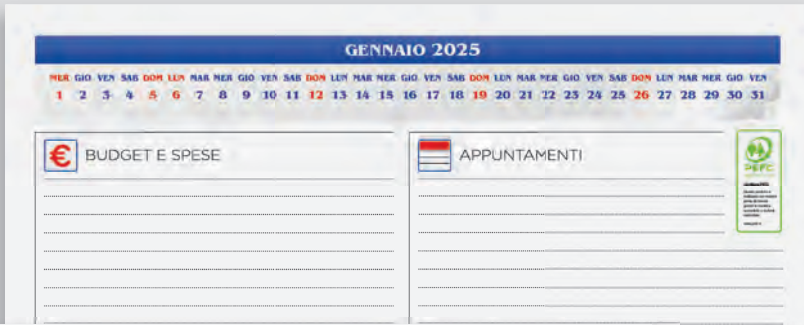 GENNAIO 2025
MER GIO VEN SAB DOM LUN MAR MER GIO VEN SAB DOM LUN MAR MER GIO VEN SAB DOM LUN MAR MER GIO VEN SAB DOM LUN MAR MER GIO VEN
1 2 3 4 5 6 7 8 9 10 11 12 13 14 15 16 17 18 19 20 21 22 23 24 25 26 27 28 29 30 31
€ BUDGET E SPESE
APPUNTAMENTI
PEFC